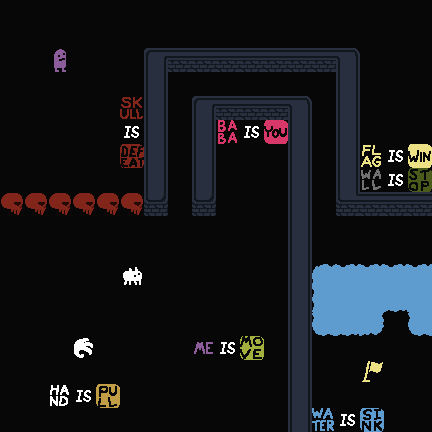 SKULL
IS
DEFEAT
BABA IS YOU
FLAG IS WIN
WALL IS STOP
ME IS MOVE
HAND IS PULL
WATER IS SINK